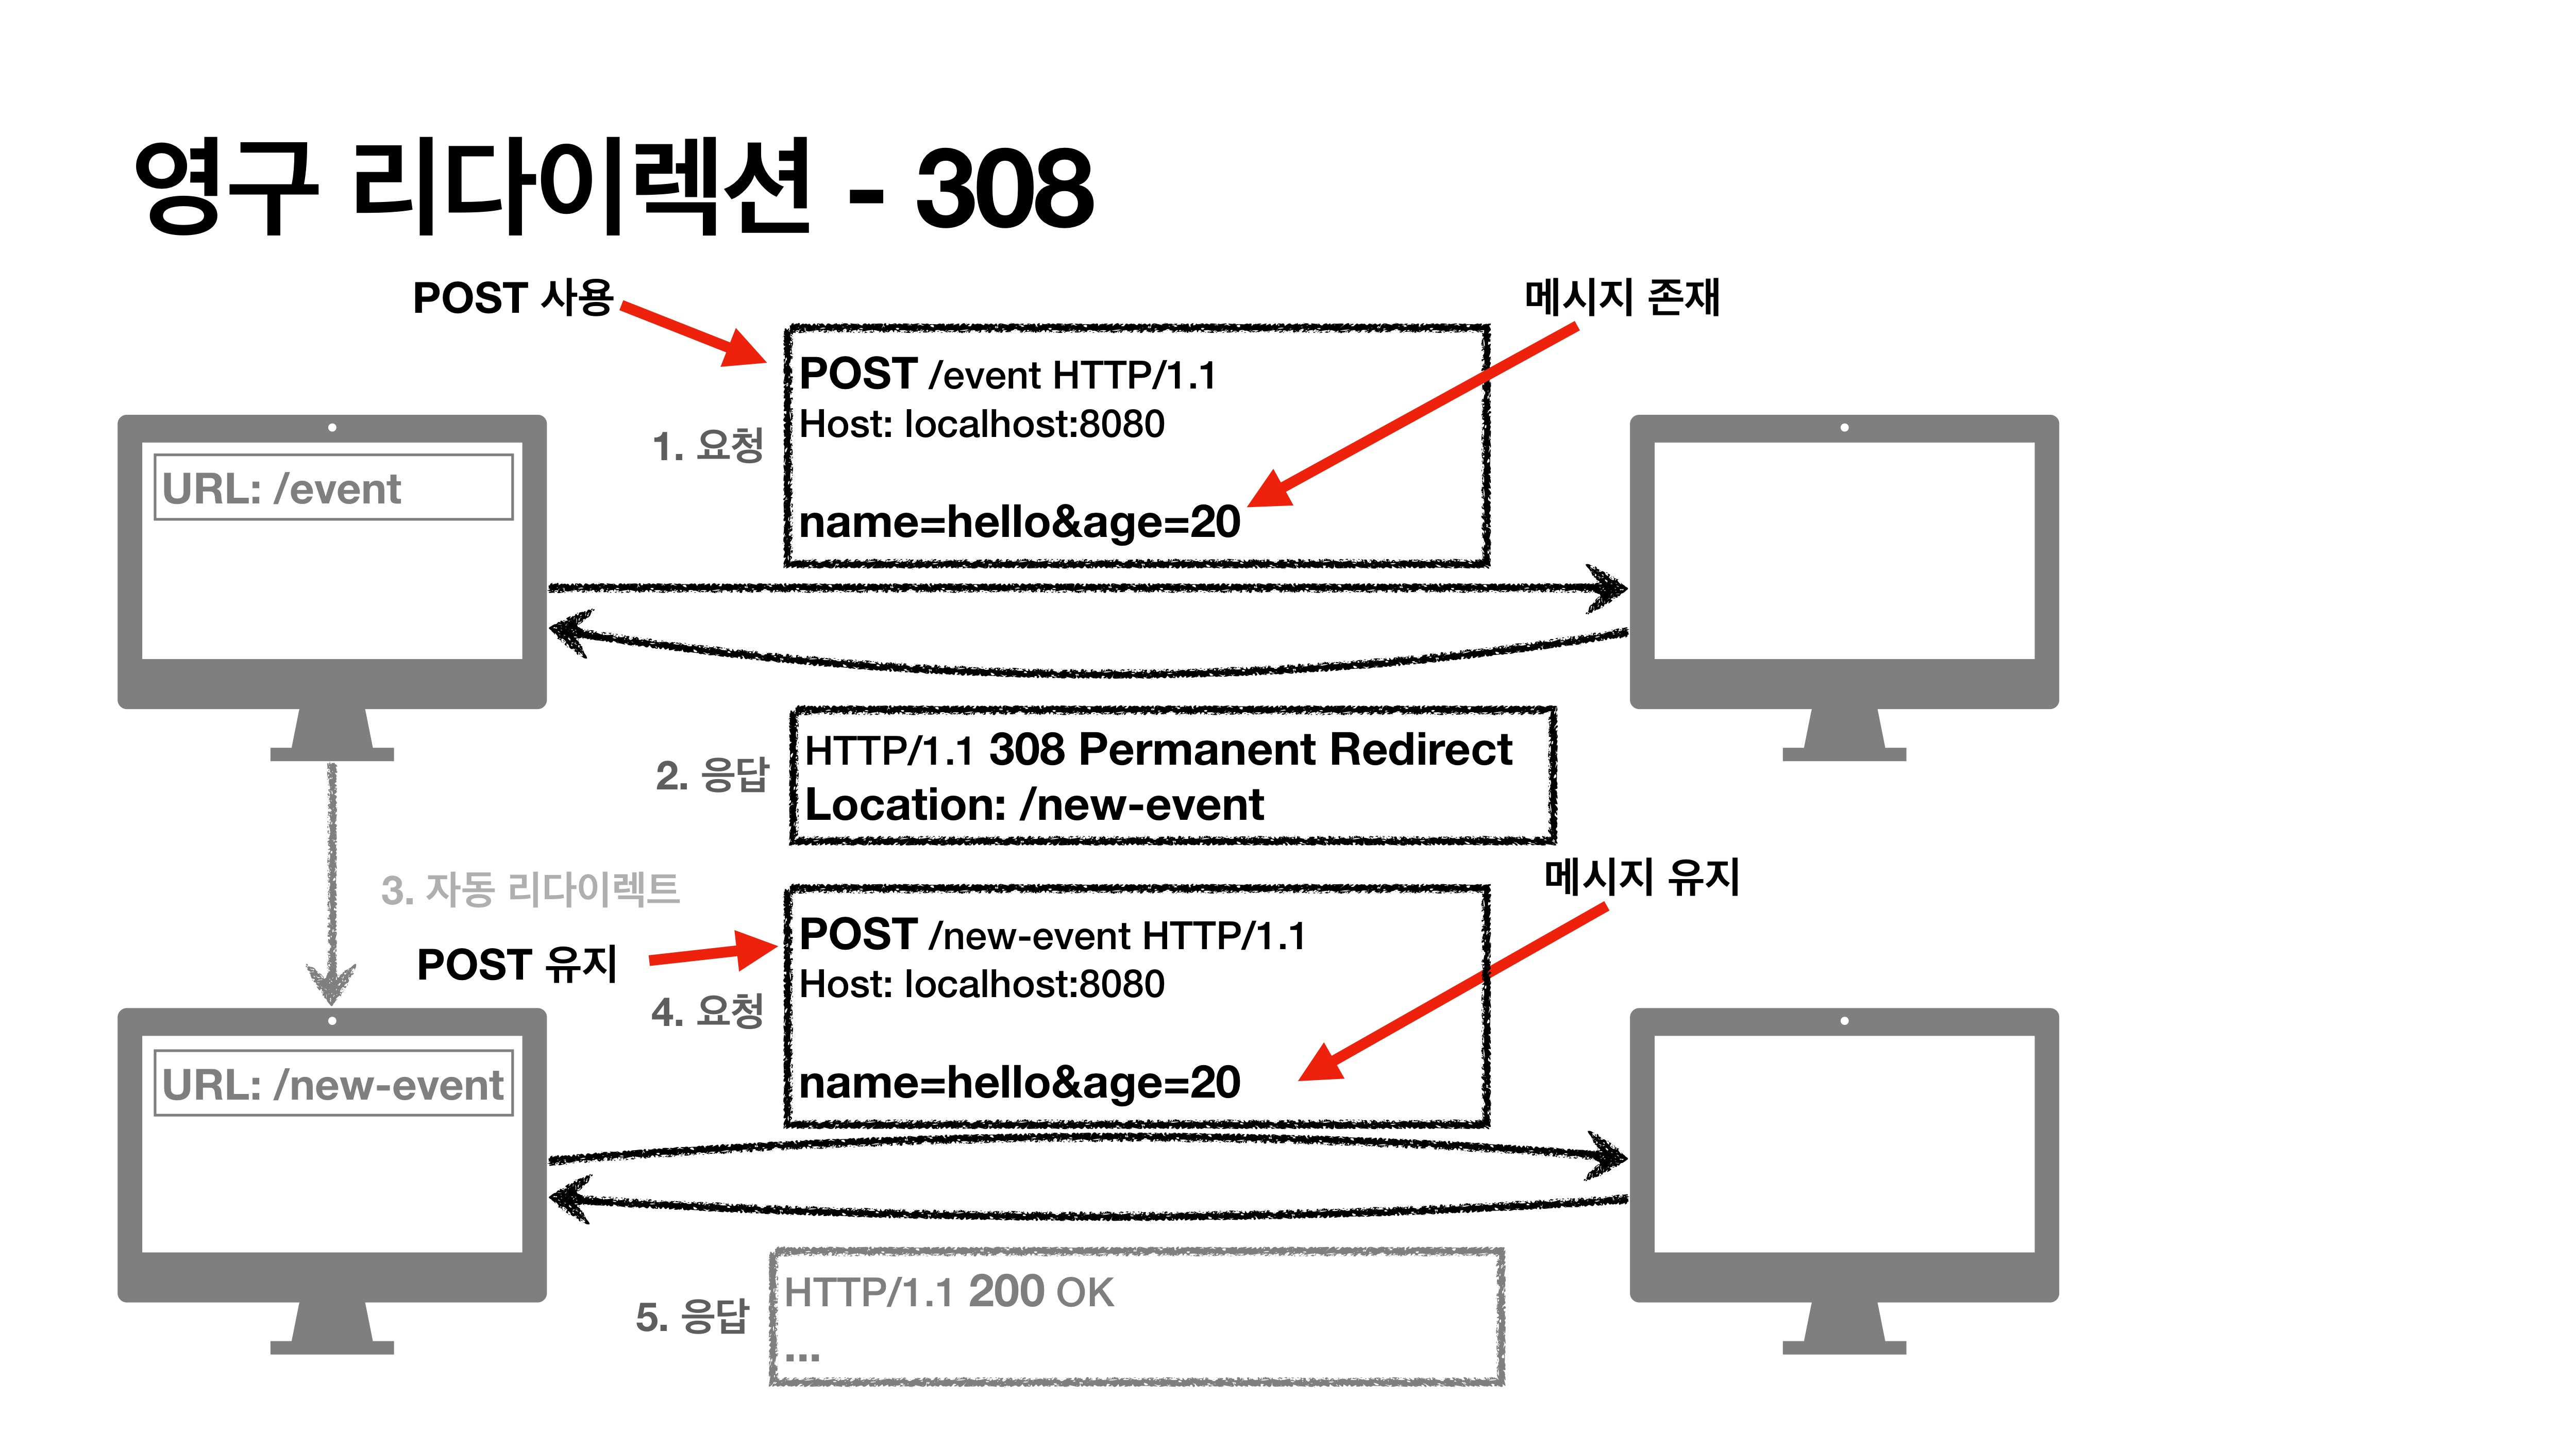 영구 리다이렉션 - 308
POST 사용
메시지 존재
POST /event HTTP/1.1
Host: localhost:8080
1. 요청
name=hello&age=20
URL: /event
2. 응답
HTTP/1.1 308 Permanent Redirect
Location: /new-event
3. 자동 리다이렉트
메시지 유지
POST 유지
POST /new-event HTTP/1.1
Host: localhost:8080
4. 요청
name=hello&age=20
URL: /new-event
5. 응답
HTTP/1.1 200 OK
...